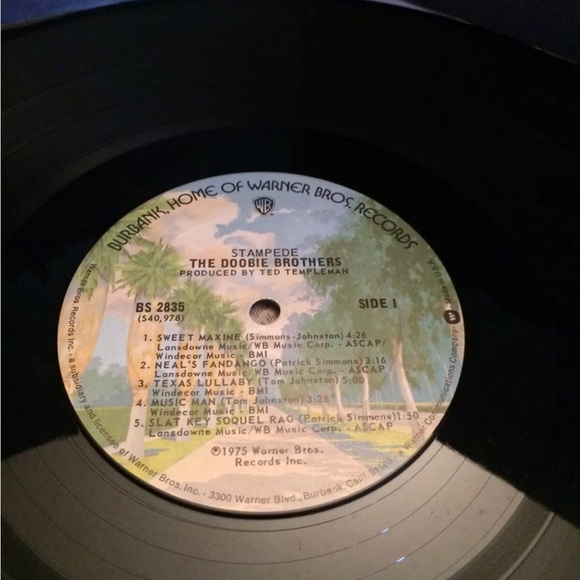 BURBANK, HOME OF WARNER BROS. RECORDS
WB
STAMPEDE
THE DOOBIE BROTHERS
PRODUCED BY TED TEMPLEMAN
BS 2835
(S40,978)
SIDE 1
1. SWEET MAXINE (Simmons-Johnston) 4:26
Lansdowne Music/WB Music Corp. - ASCAP/
Windecor Music - BMI
2. NEAL'S FANDANGO (Patrick Simmons) 3:16
Lansdowne Music/WB Music Corp. - ASCAP
3. TEXAS LULLABY (Tom Johnston) 5:00
Windecor Music - BMI
4. MUSIC MAN (Tom Johnston) 3:28
Windecor Music - BMI
5. SLAT KEY SOQUEL RAG (Patrick Simmons) 1:50
Lansdowne Music/WB Music Corp. - ASCAP
℗1975 Warner Bros.
Records Inc.
Warner Bros. Records Inc. - a subsidiary and licensee of Warner Bros. Inc. - 3300 Warner Blvd., Burbank, Calif. A Warner Communications Company